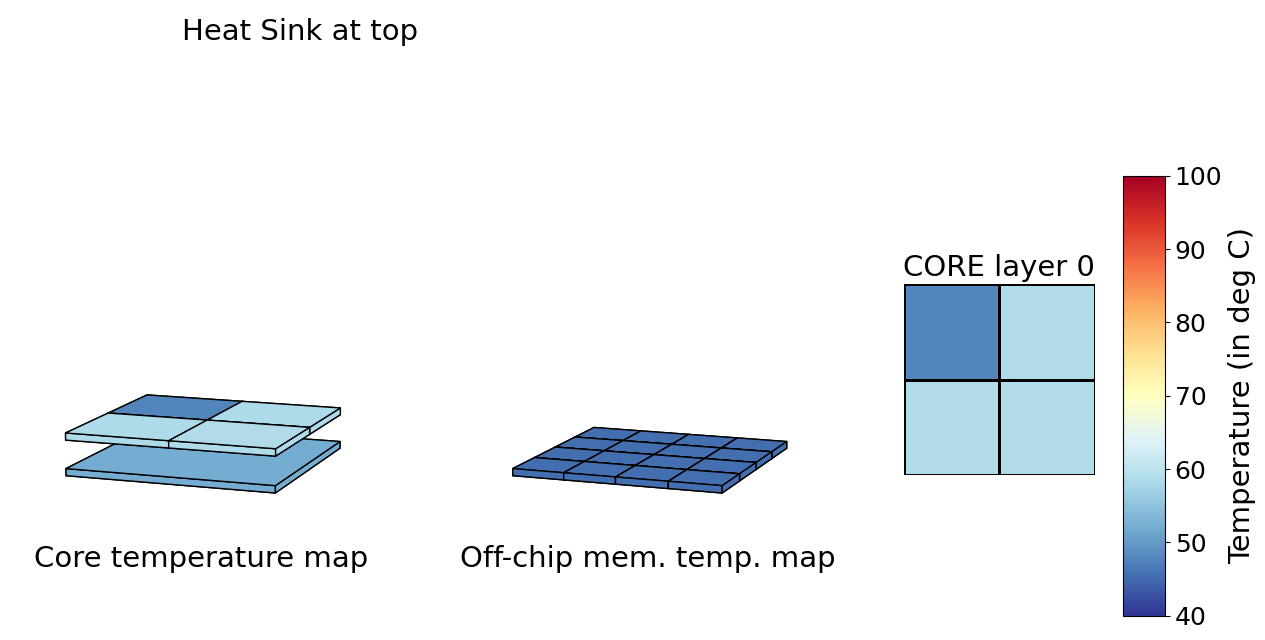 Heat Sink at top
Core temperature map
Off-chip mem. temp. map
CORE layer 0
100
90
80
70
60
50
40
Temperature (in deg C)